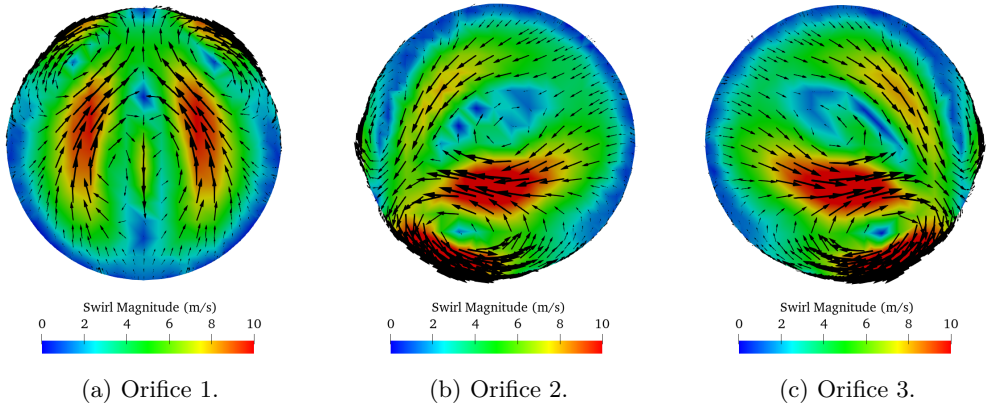 Swirl Magnitude (m/s)
0 2 4 6 8 10
(a) Orifice 1.
Swirl Magnitude (m/s)
0 2 4 6 8 10
(b) Orifice 2.
Swirl Magnitude (m/s)
0 2 4 6 8 10
(c) Orifice 3.